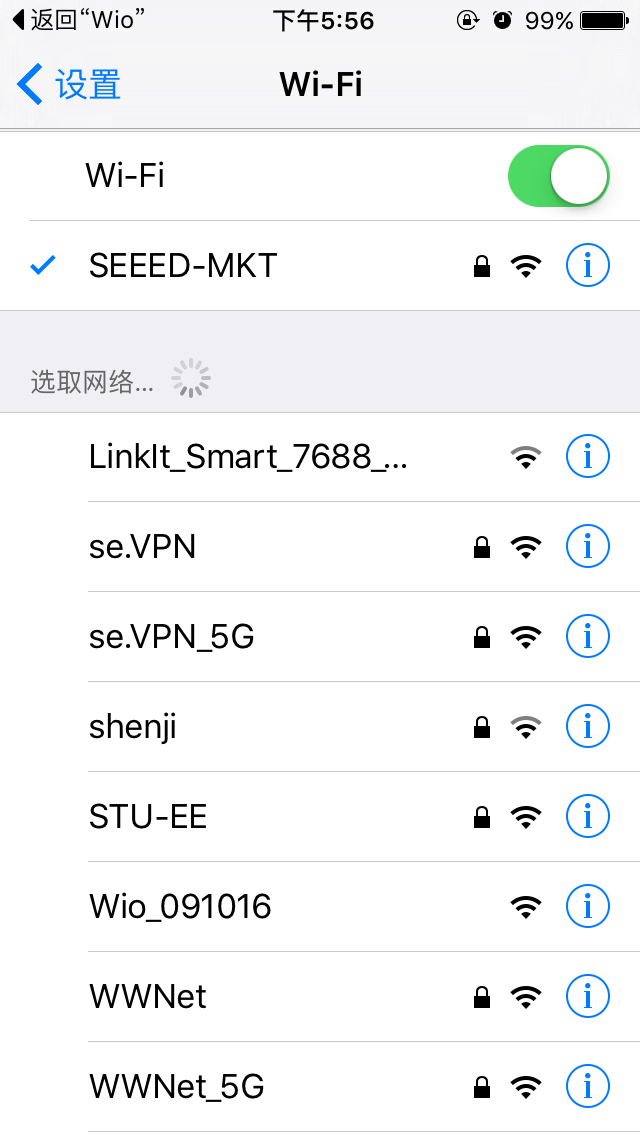 返回“Wio” 下午5:56 99%
设置 Wi-Fi
Wi-Fi
SEEED-MKT
选取网络...
LinkIt_Smart_7688_...
se.VPN
se.VPN_5G
shenji
STU-EE
Wio_091016
WWNet
WWNet_5G